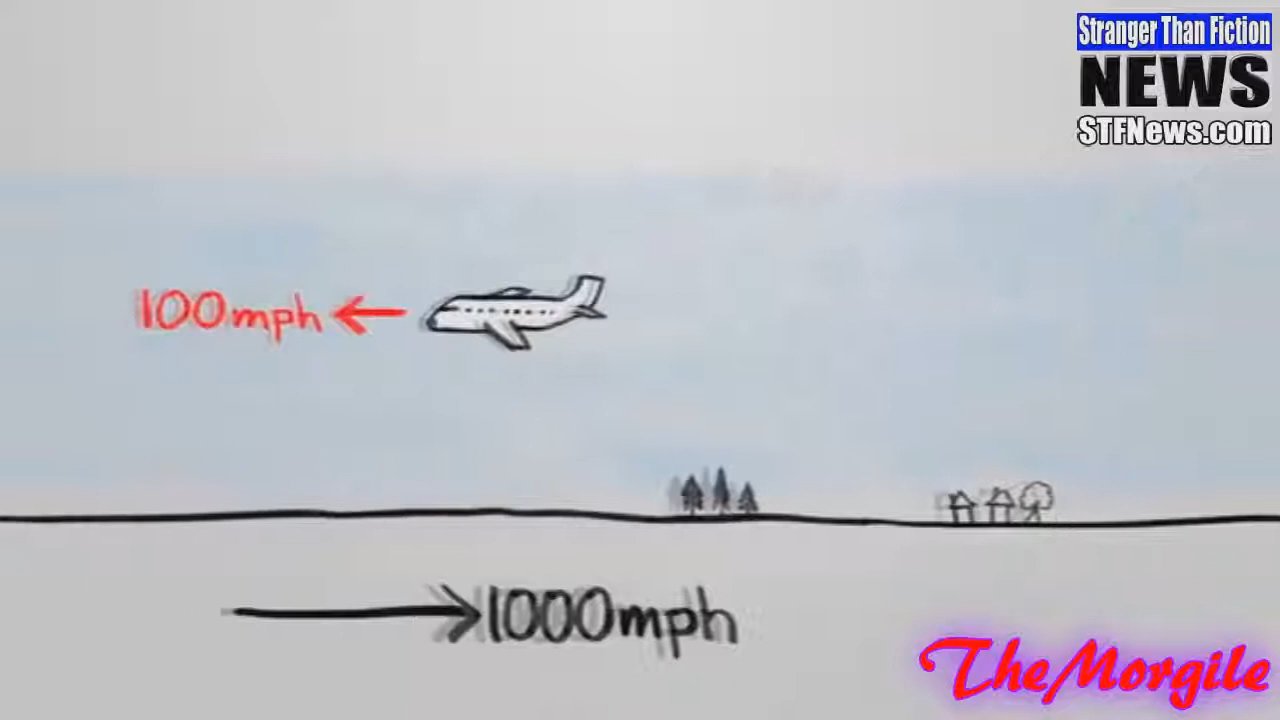 Stranger Than Fiction
NEWS
STFNews.com
100mph
1000mph
TheMorgile